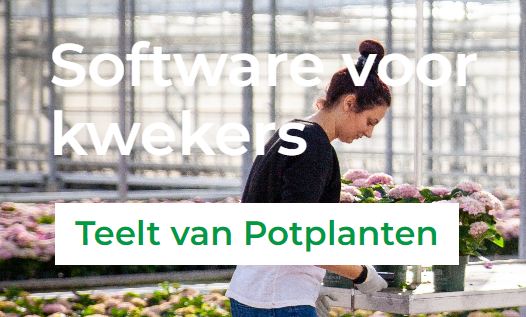 Software voor
kwekers
Teelt van Potplanten